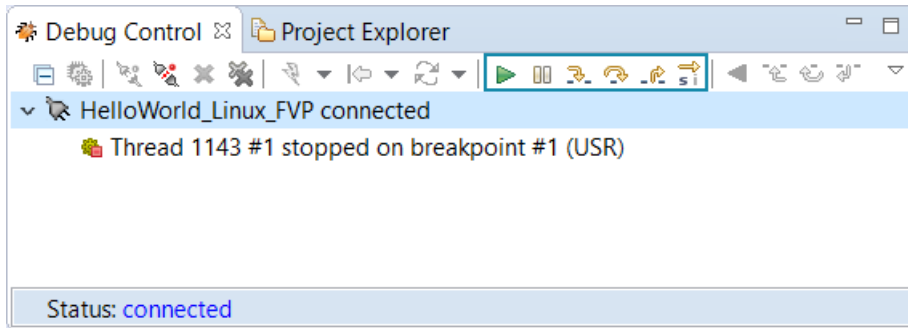 Debug Control Project Explorer
s i
HelloWorld_Linux_FVP connected
Thread 1143 #1 stopped on breakpoint #1 (USR)
Status: connected